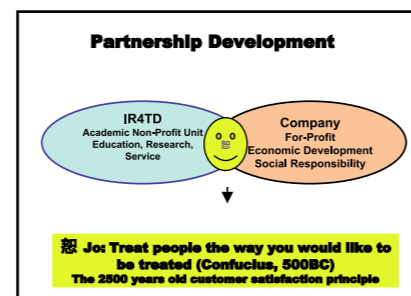 Partnership Development
IR4TD
Academic Non-Profit Unit
Education, Research,
Service
恕
Company
For-Profit
Economic Development
Social Responsibility
恕 Jo: Treat people the way you would like to
be treated (Confucius, 500BC)
The 2500 years old customer satisfaction principle